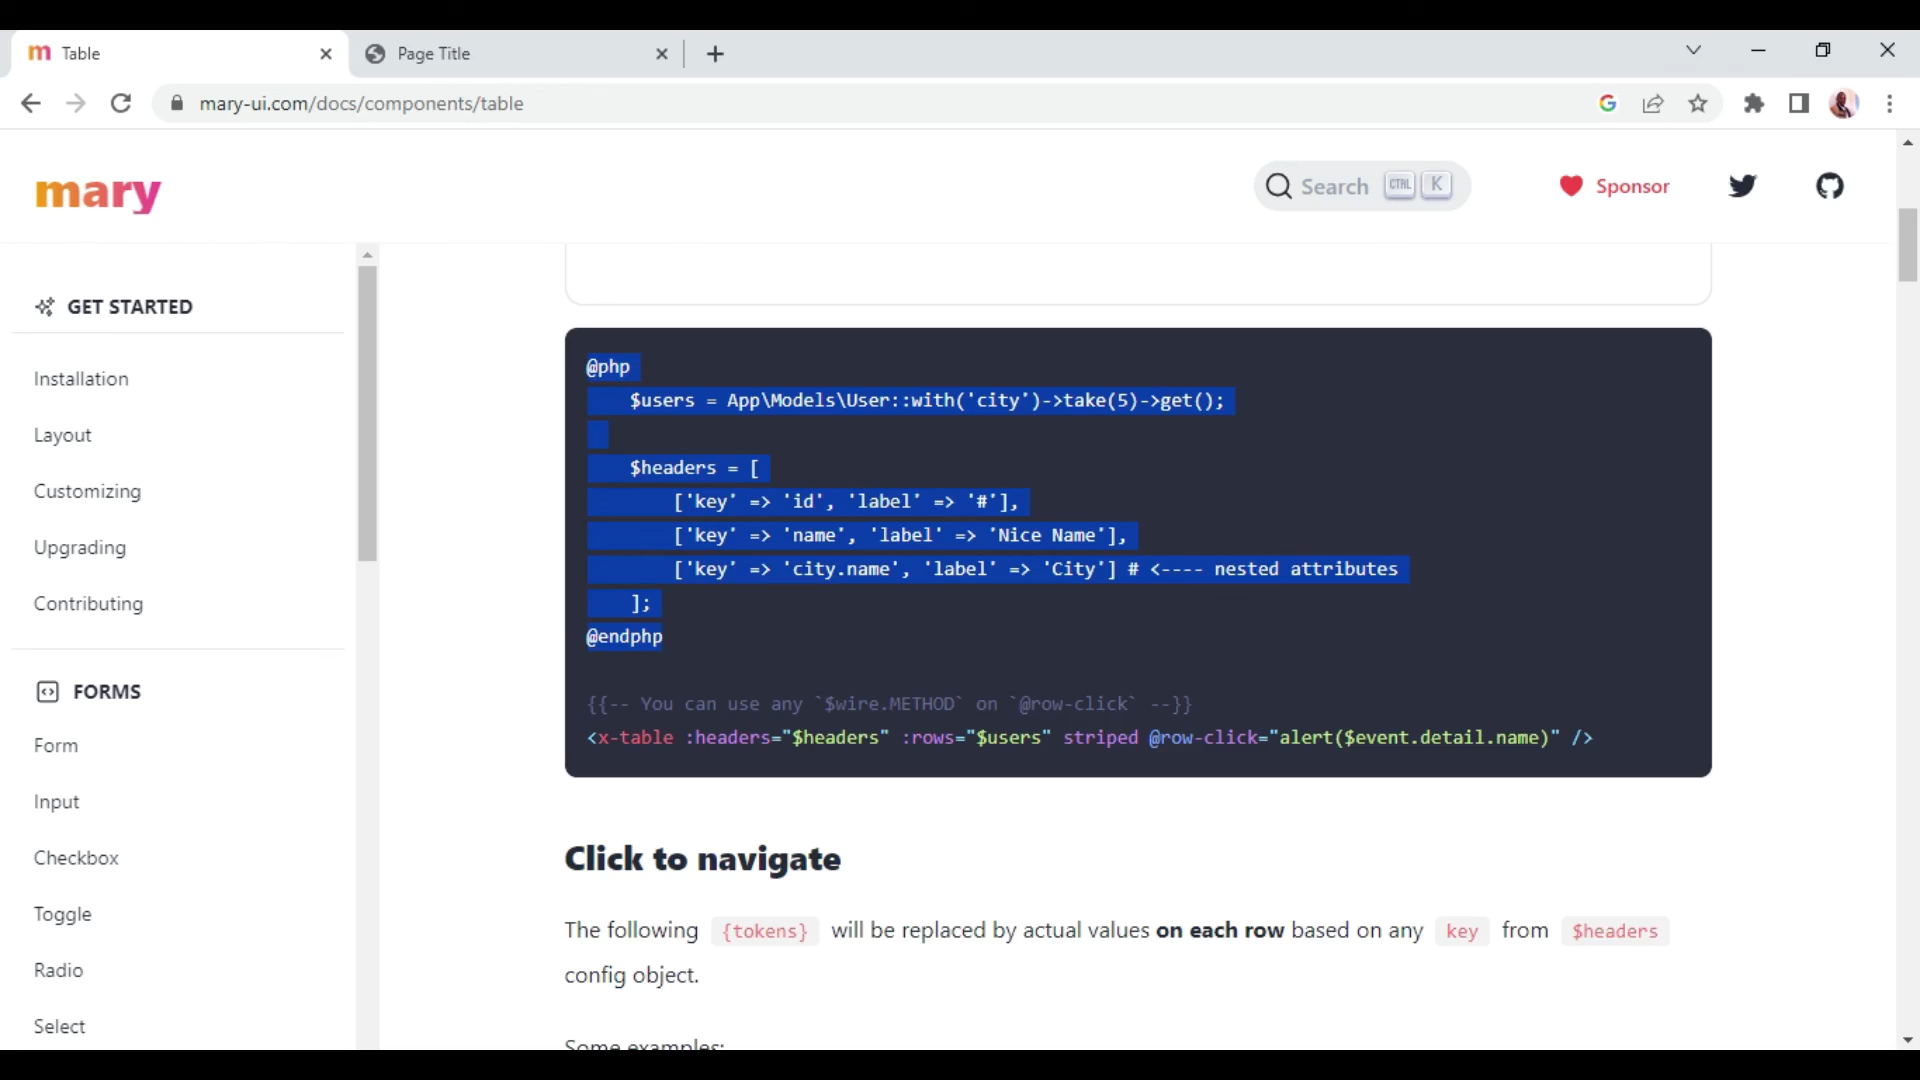 m Table
Page Title
mary-ui.com/docs/components/table
mary
Search CTRL K
Sponsor
GET STARTED
Installation
Layout
Customizing
Upgrading
Contributing
FORMS
Form
Input
Checkbox
Toggle
Radio
Select
@php
    $users = App\Models\User::with('city')->take(5)->get();
    $headers = [
        ['key' => 'id', 'label' => '#'],
        ['key' => 'name', 'label' => 'Nice Name'],
        ['key' => 'city.name', 'label' => 'City'] # <---- nested attributes
    ];
@endphp
{{-- You can use any `$wire.METHOD` on `@row-click` --}}
<x-table :headers="$headers" :rows="$users" striped @row-click="alert($event.detail.name)" />
Click to navigate
The following {tokens} will be replaced by actual values on each row based on any key from $headers
config object.
Some examples: